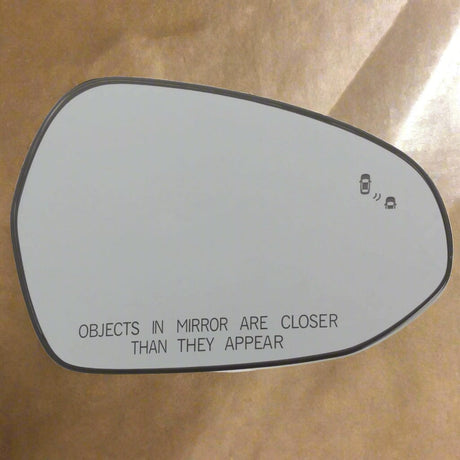 OBJECTS IN MIRROR ARE CLOSER
THAN THEY APPEAR